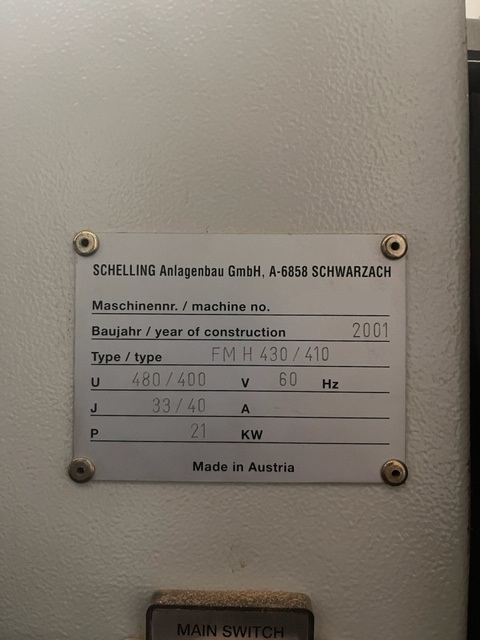 SCHELLING Anlagenbau GmbH, A-6858 SCHWARZACH
Maschinennr. / machine no.
Baujahr / year of construction 2001
Type / type FM H 430 / 410
U 480 / 400 V 60 Hz
J 33 / 40 A
P 21 KW
Made in Austria
MAIN SWITCH